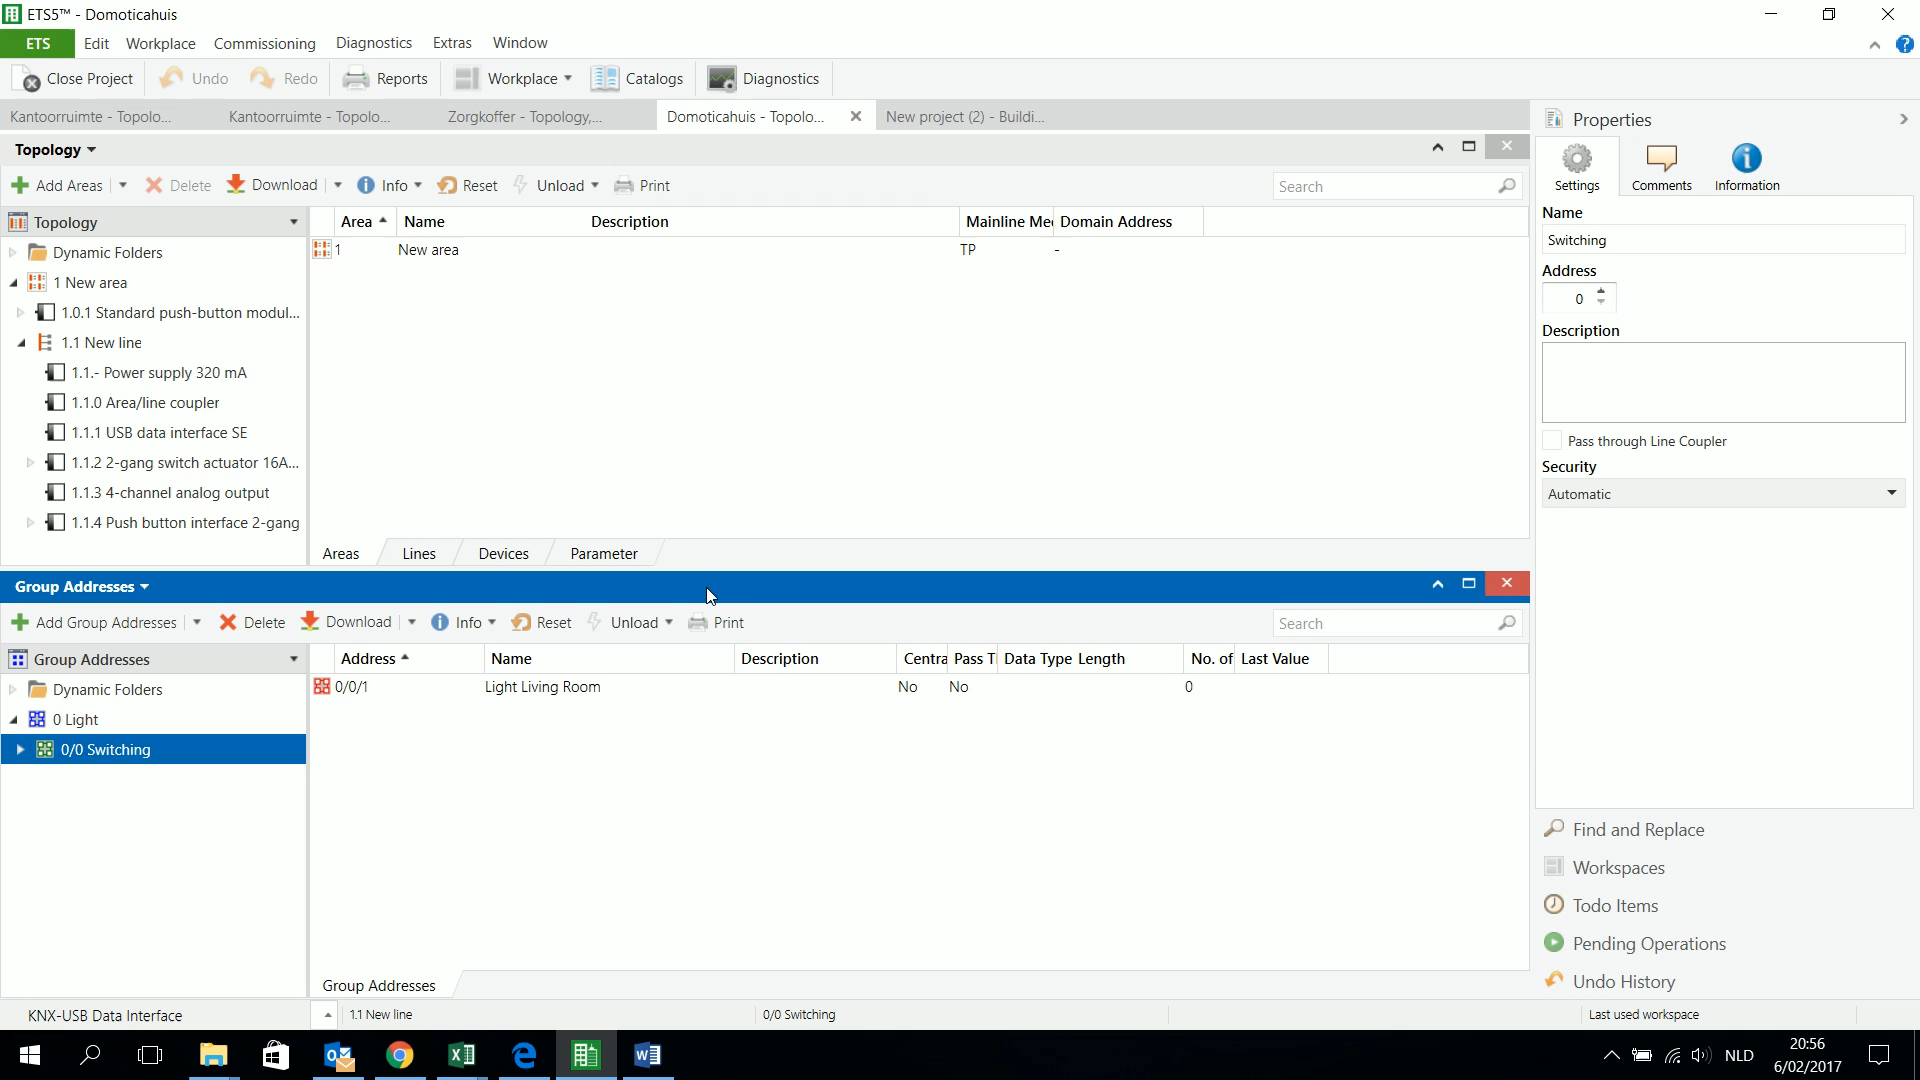 ETS5™ - Domoticahuis
ETS Edit Workplace Commissioning Diagnostics Extras Window
Close Project Undo Redo Reports Workplace Catalogs Diagnostics
Kantoorruimte - Topolo... Kantoorruimte - Topolo... Zorgkoffer - Topology,... Domoticahuis - Topolo... New project (2) - Buildi...
Topology
Add Areas Delete Download Info Reset Unload Print Search
Topology
Dynamic Folders
1 New area
1.0.1 Standard push-button modul...
1.1 New line
1.1.- Power supply 320 mA
1.1.0 Area/line coupler
1.1.1 USB data interface SE
1.1.2 2-gang switch actuator 16A...
1.1.3 4-channel analog output
1.1.4 Push button interface 2-gang
Area Name Description Mainline Me Domain Address
1 New area TP -
Areas Lines Devices Parameter
Group Addresses
Add Group Addresses Delete Download Info Reset Unload Print Search
Group Addresses
Dynamic Folders
0 Light
0/0 Switching
Address Name Description Centra Pass T Data Type Length No. of Last Value
0/0/1 Light Living Room No No 0
Group Addresses
Properties
Settings Comments Information
Name
Switching
Address
0
Description
Pass through Line Coupler
Security
Automatic
Find and Replace
Workspaces
Todo Items
Pending Operations
Undo History
KNX-USB Data Interface 1.1 New line 0/0 Switching Last used workspace
NLD
20:56
6/02/2017